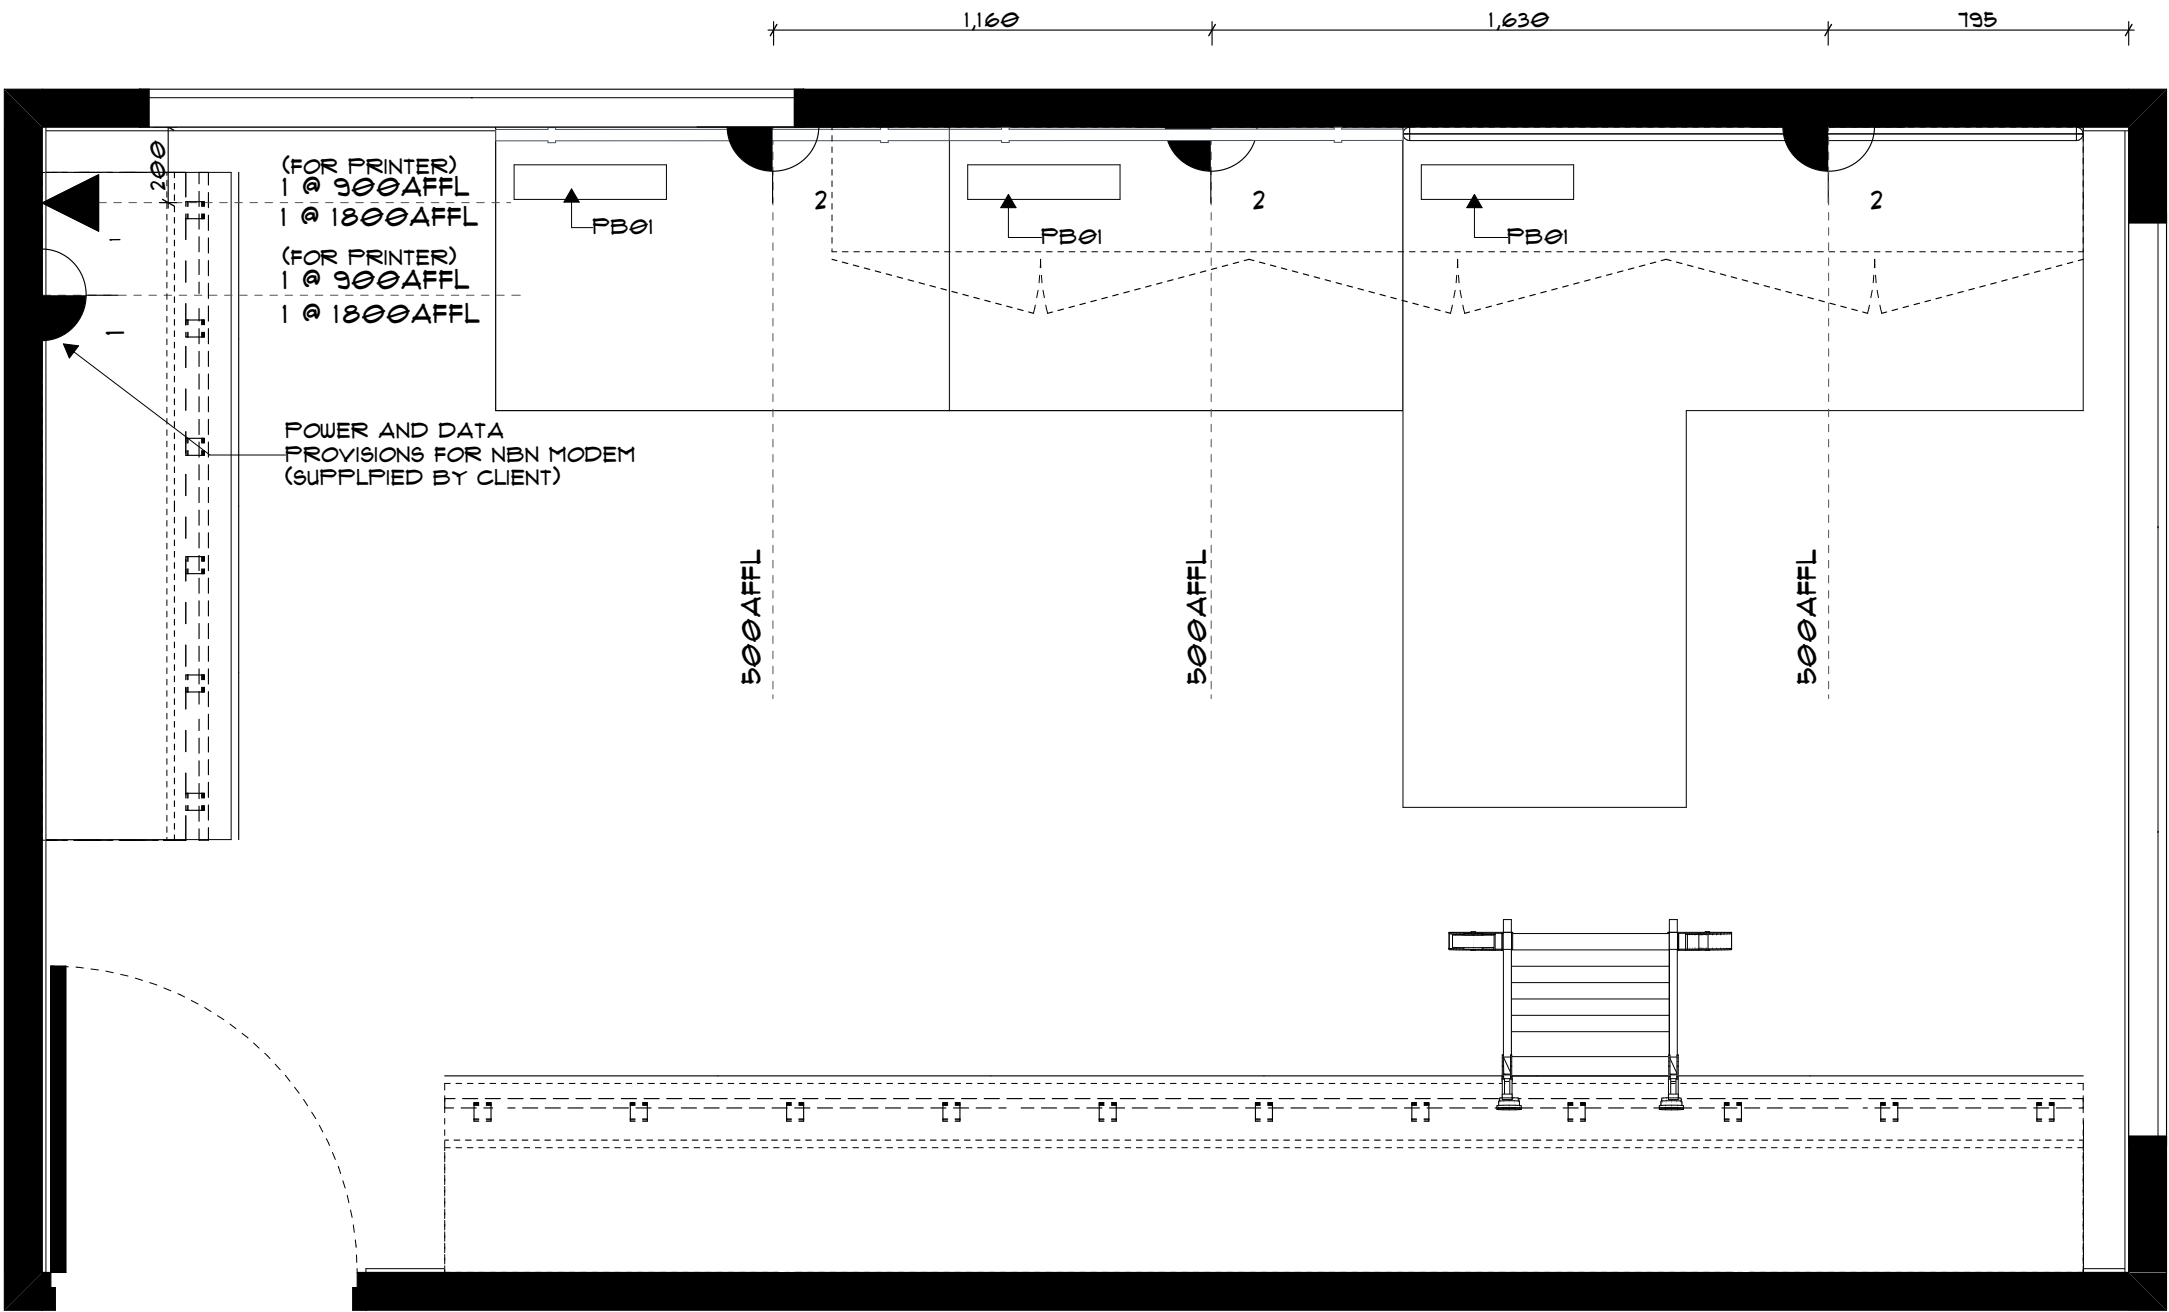 1,160
1,630
795
200
(FOR PRINTER)
1 @ 900AFFL
1 @ 1800AFFL
1
(FOR PRINTER)
1 @ 900AFFL
1 @ 1800AFFL
1
PB01
2
PB01
2
PB01
2
POWER AND DATA
PROVISIONS FOR NBN MODEM
(SUPPLPIED BY CLIENT)
500AFFL
500AFFL
500AFFL